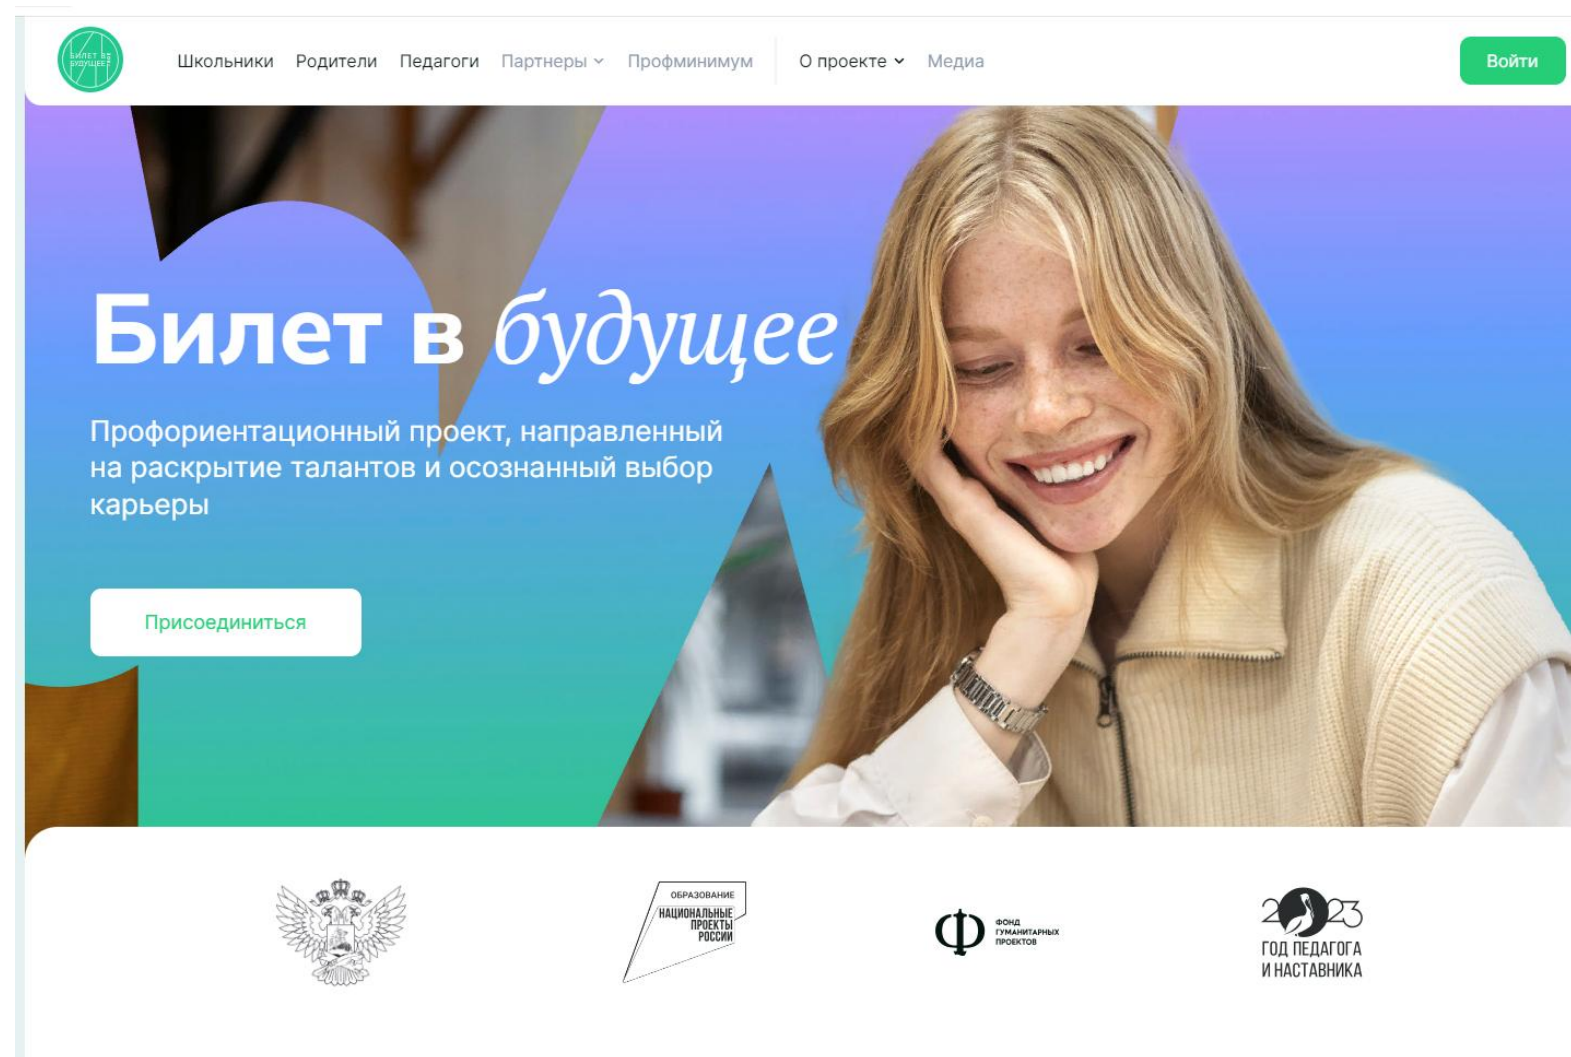 БИЛЕТ В
БУДУЩЕЕ
Школьники Родители Педагоги Партнеры Профминимум О проекте Медиа
Войти
Билет в будущее
Профориентационный проект, направленный
на раскрытие талантов и осознанный выбор
карьеры
Присоединиться
ОБРАЗОВАНИЕ
НАЦИОНАЛЬНЫЕ
ПРОЕКТЫ
РОССИИ
Ф
ФОНД
ГУМАНИТАРНЫХ
ПРОЕКТОВ
2023
ГОД ПЕДАГОГА
И НАСТАВНИКА